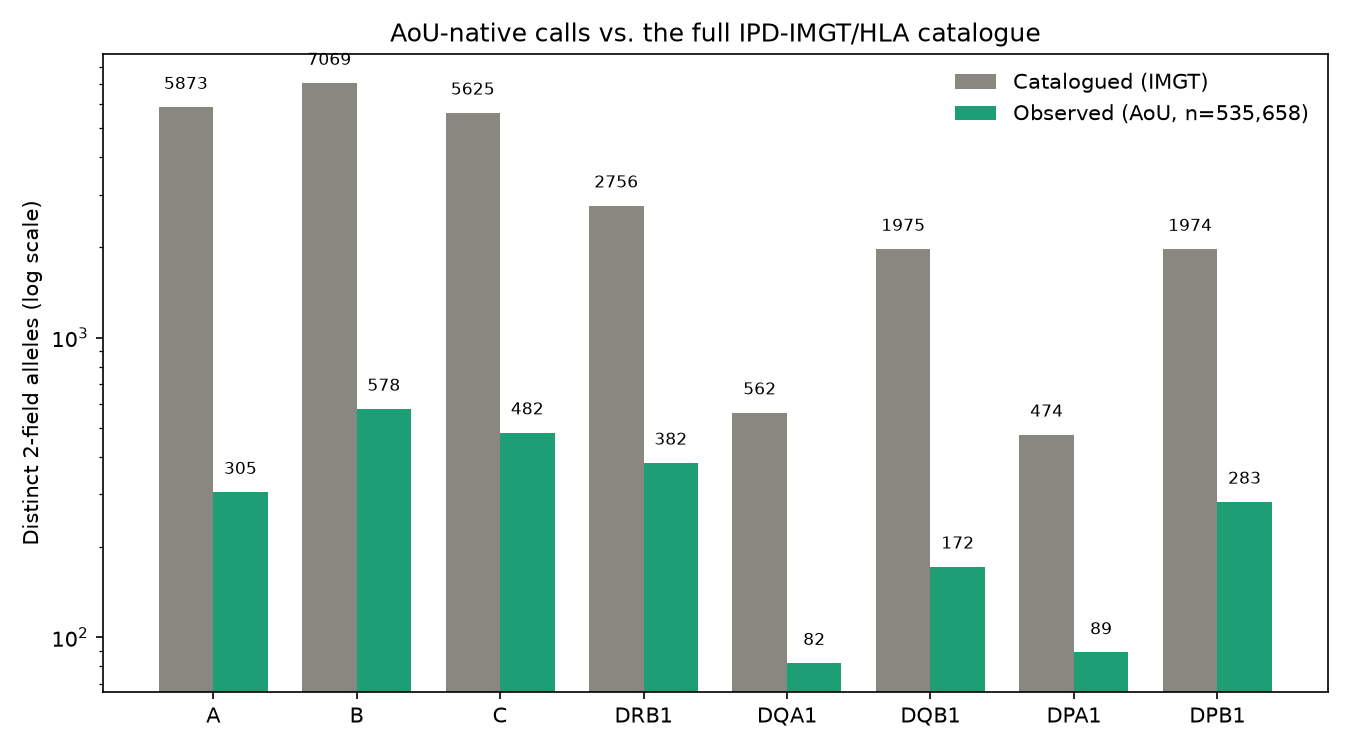 AoU-native calls vs. the full IPD-IMGT/HLA catalogue
Catalogued (IMGT)
Observed (AoU, n=535,658)
Distinct 2-field alleles (log scale)
10³
10²
5873
305
7069
578
5625
482
2756
382
562
82
1975
172
474
89
1974
283
A
B
C
DRB1
DQA1
DQB1
DPA1
DPB1